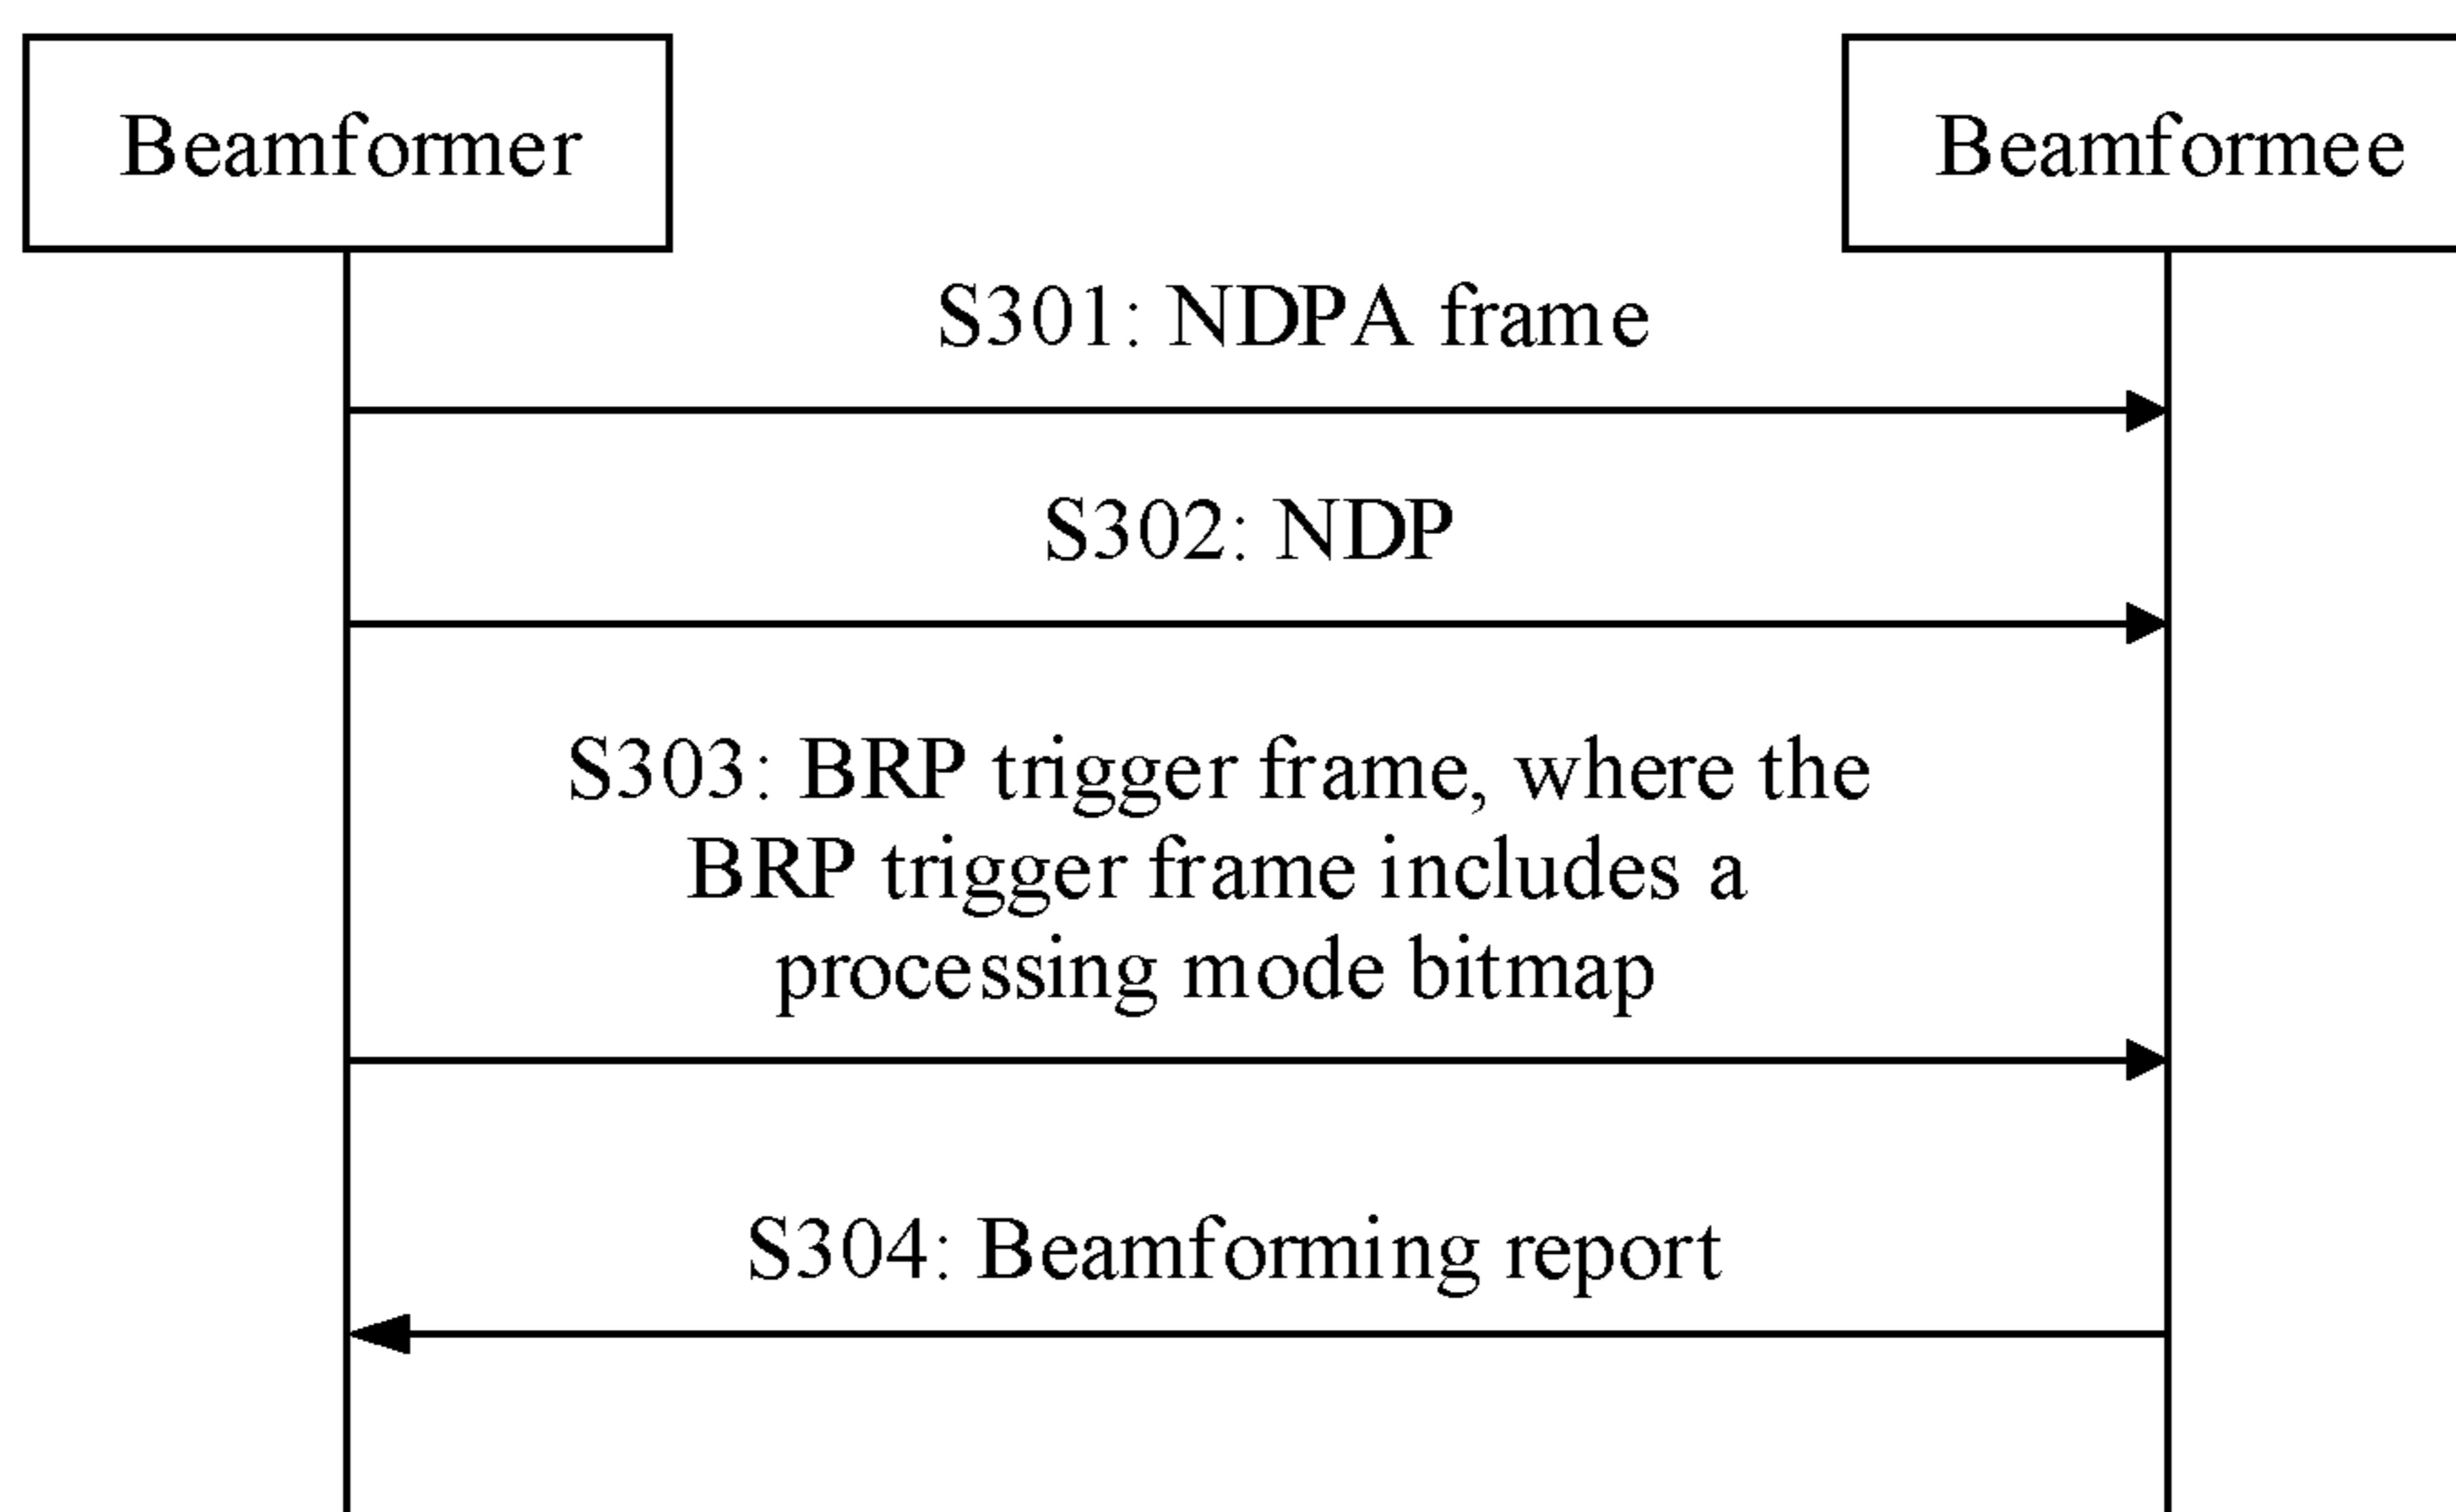 Beamformer
Beamformee
S301: NDPA frame
S302: NDP
S303: BRP trigger frame, where the
BRP trigger frame includes a
processing mode bitmap
S304: Beamforming report